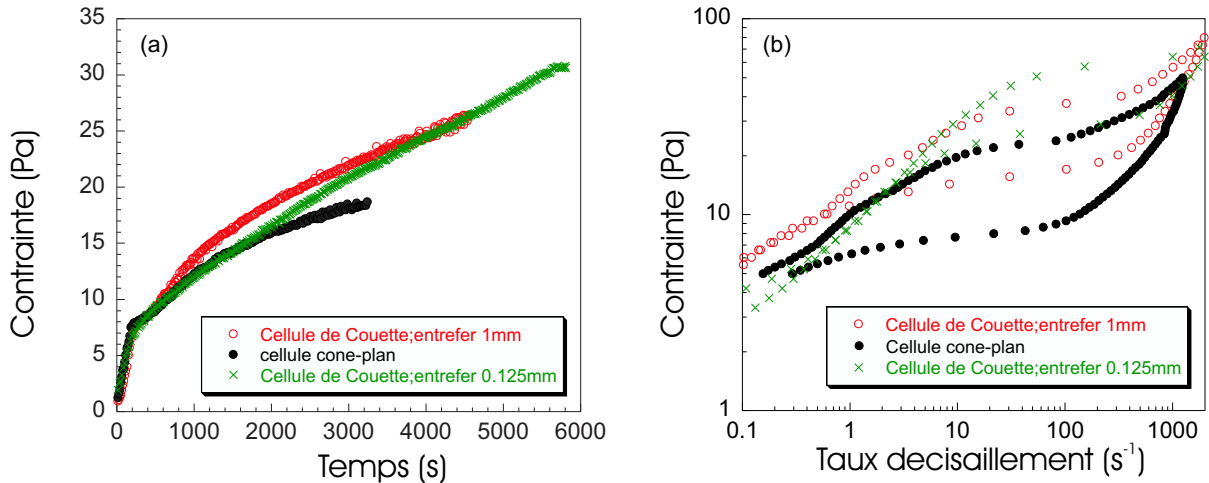 (a)
Contrainte (Pa)
35
30
25
20
15
10
5
0
Cellule de Couette;entrefer 1mm
cellule cone-plan
Cellule de Couette;entrefer 0.125mm
0 1000 2000 3000 4000 5000 6000
Temps (s)
(b)
Contrainte (Pa)
100
10
1
Cellule de Couette;entrefer 1mm
Cellule cone-plan
Cellule de Couette;entrefer 0.125mm
0.1 1 10 100 1000
Taux decisaillement (s⁻¹)